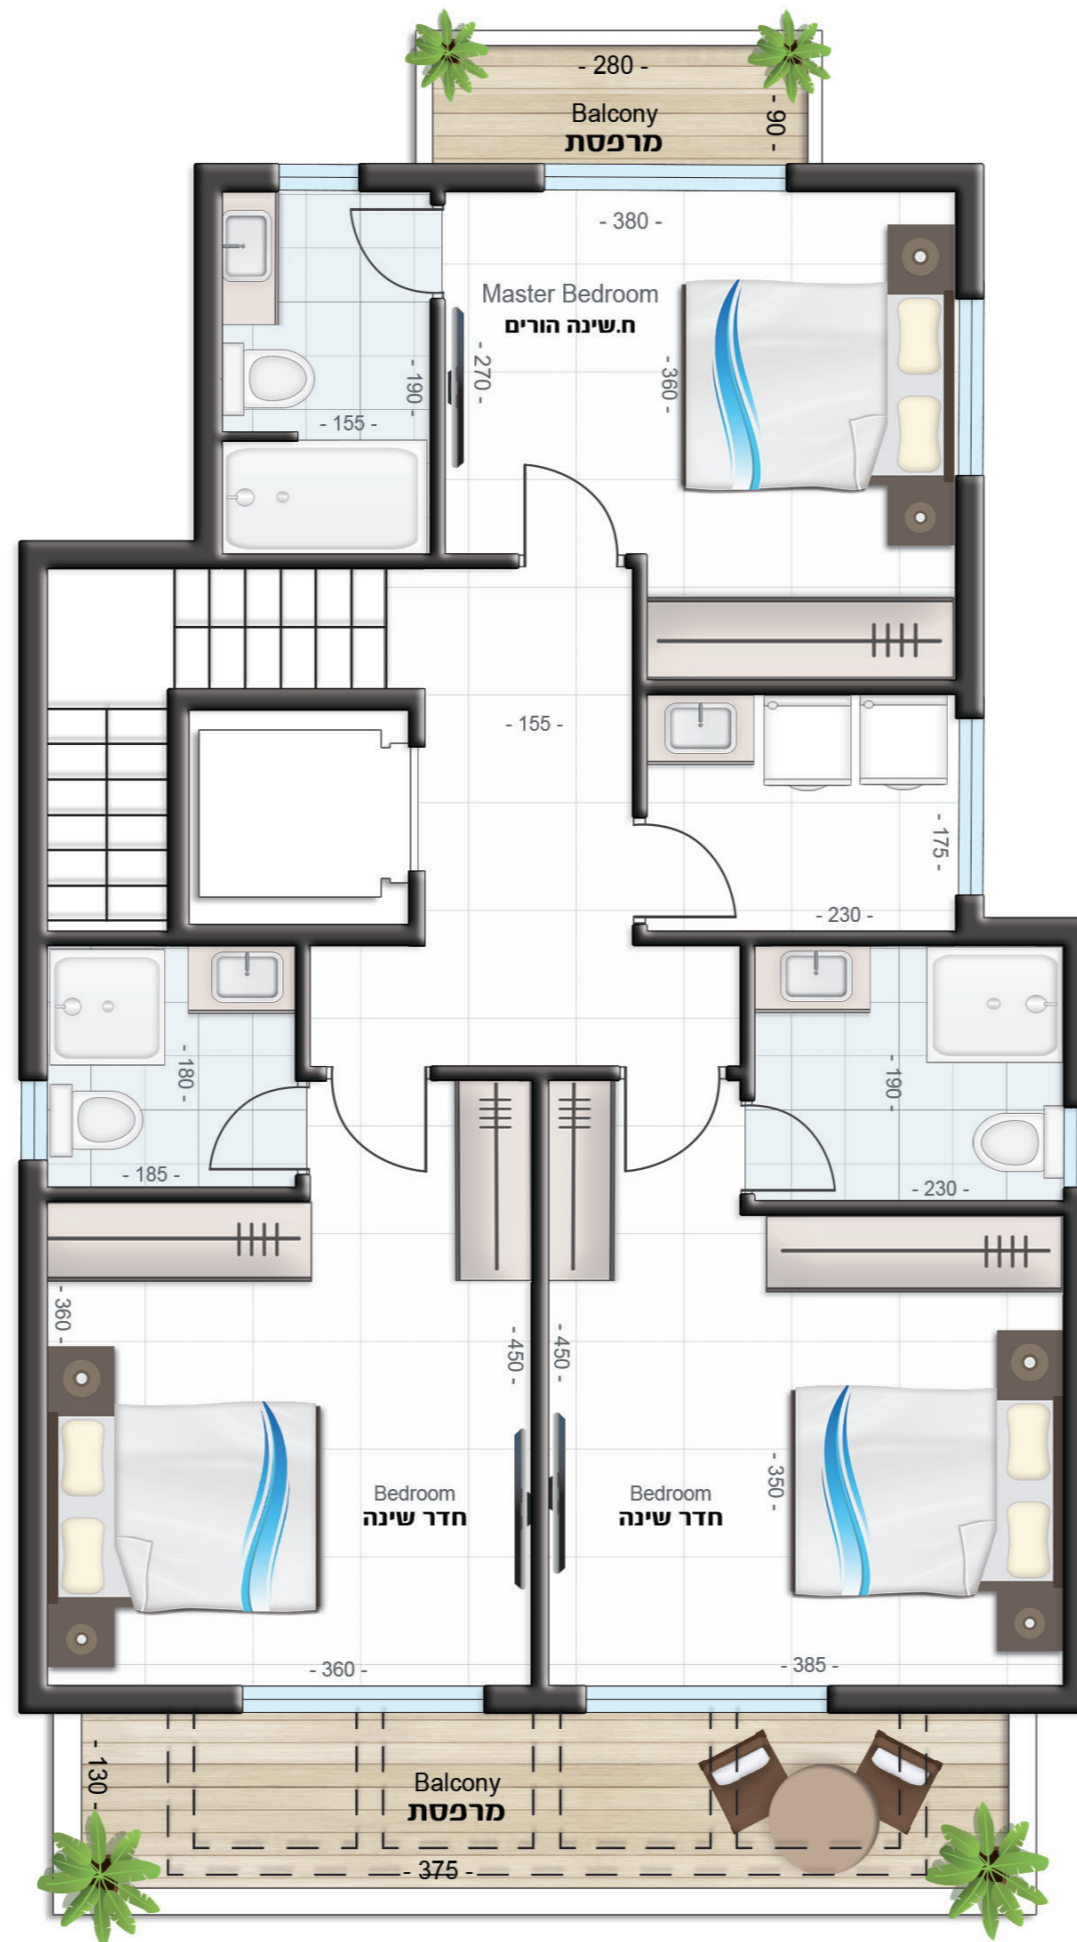 - 280 -
- 90 -
Balcony
מרפסת
- 380 -
Master Bedroom
ח.שינה הורים
- 270 -
- 360 -
- 190 -
- 155 -
- 155 -
- 175 -
- 230 -
- 180 -
- 185 -
- 190 -
- 230 -
- 360 -
- 450 -
- 450 -
- 350 -
Bedroom
חדר שינה
Bedroom
חדר שינה
- 360 -
- 385 -
- 130 -
Balcony
מרפסת
- 375 -